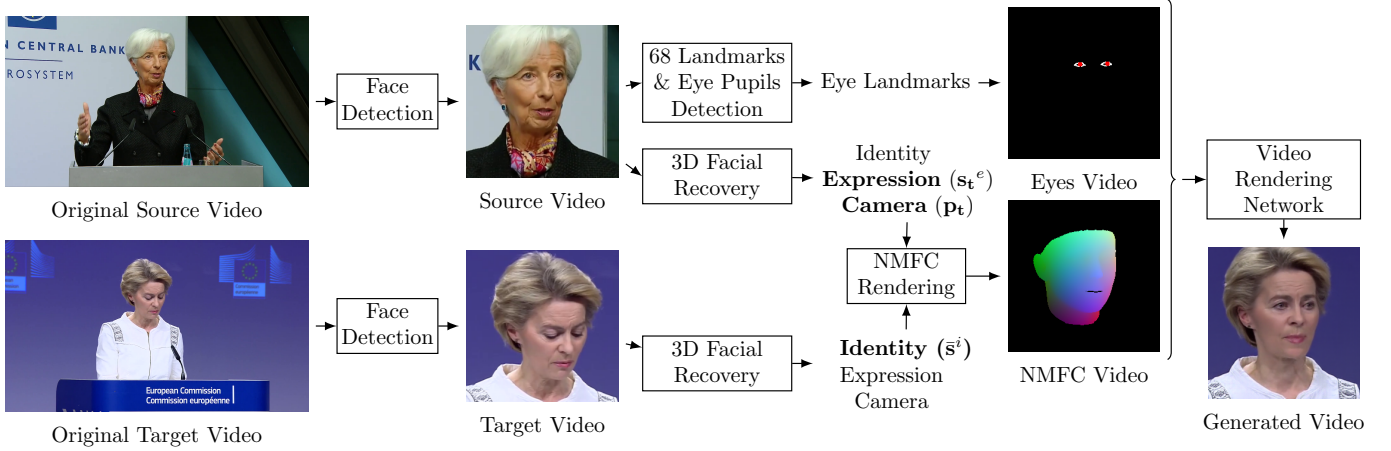 N CENTRAL BANK
ROSYSTEM
Original Source Video
Face
Detection
K
Source Video
68 Landmarks
& Eye Pupils
Detection
Eye Landmarks
3D Facial
Recovery
Identity
Expression (s_t^e)
Camera (p_t)
Eyes Video
Video
Rendering
Network
European Commission
Commission européenne
Original Target Video
Face
Detection
Target Video
3D Facial
Recovery
NMFC
Rendering
Identity (s̄^i)
Expression
Camera
NMFC Video
Generated Video